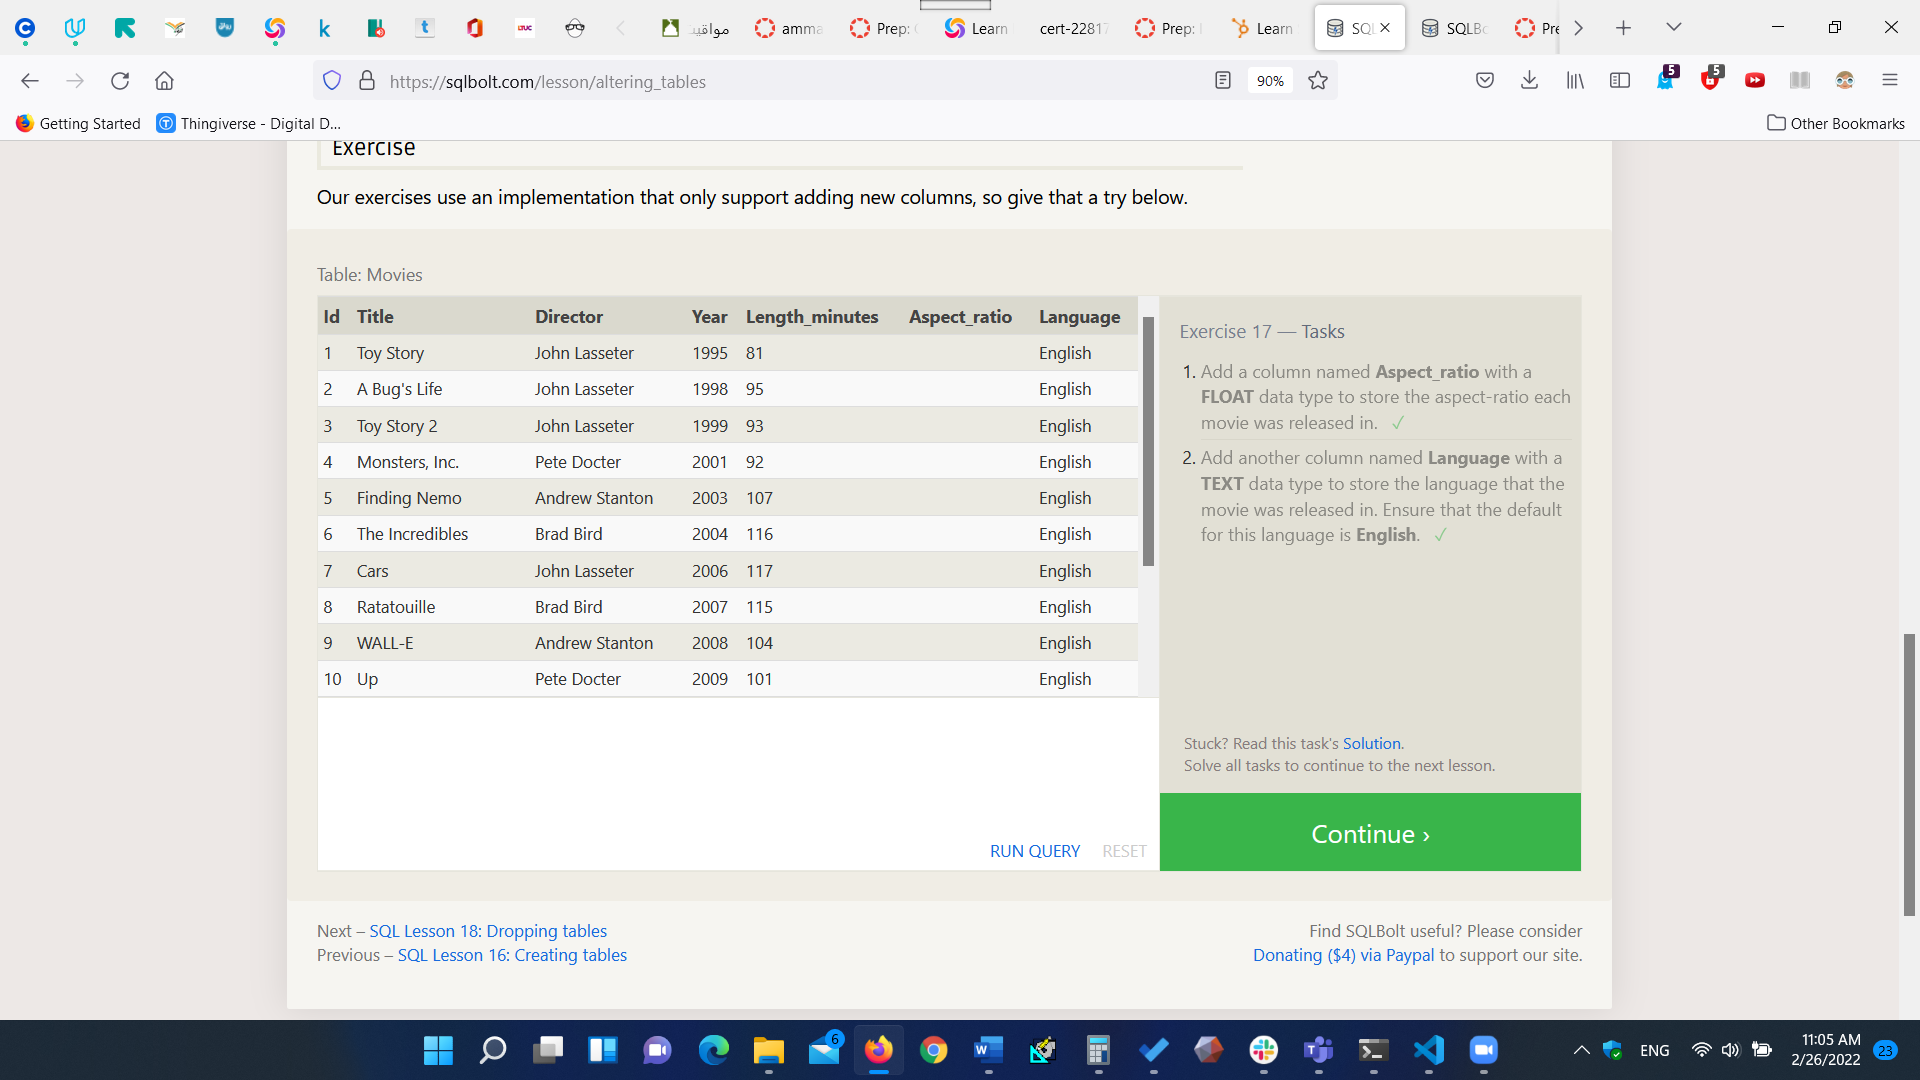 مواقيت
amma
Prep:
Learn
cert-22817
Prep:
Learn
SQL
SQLBo
Pre
https://sqlbolt.com/lesson/altering_tables
90%
5
5
Getting Started
Thingiverse - Digital D...
Other Bookmarks
Exercise
Our exercises use an implementation that only support adding new columns, so give that a try below.
Table: Movies
Id Title Director Year Length_minutes Aspect_ratio Language
1 Toy Story John Lasseter 1995 81 English
2 A Bug's Life John Lasseter 1998 95 English
3 Toy Story 2 John Lasseter 1999 93 English
4 Monsters, Inc. Pete Docter 2001 92 English
5 Finding Nemo Andrew Stanton 2003 107 English
6 The Incredibles Brad Bird 2004 116 English
7 Cars John Lasseter 2006 117 English
8 Ratatouille Brad Bird 2007 115 English
9 WALL-E Andrew Stanton 2008 104 English
10 Up Pete Docter 2009 101 English
RUN QUERY RESET
Exercise 17 — Tasks
1. Add a column named Aspect_ratio with a
FLOAT data type to store the aspect-ratio each
movie was released in. ✓
2. Add another column named Language with a
TEXT data type to store the language that the
movie was released in. Ensure that the default
for this language is English. ✓
Stuck? Read this task's Solution.
Solve all tasks to continue to the next lesson.
Continue ›
Next – SQL Lesson 18: Dropping tables
Previous – SQL Lesson 16: Creating tables
Find SQLBolt useful? Please consider
Donating ($4) via Paypal to support our site.
6
ENG
11:05 AM
2/26/2022
23